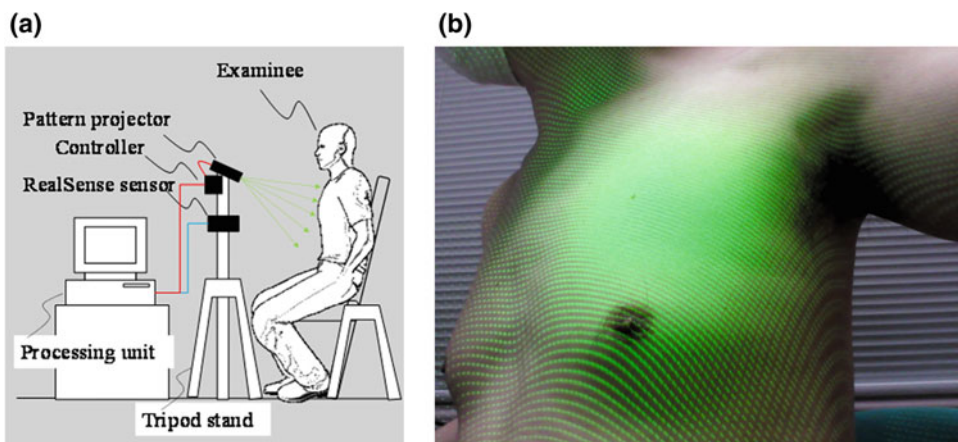 (a)
Examinee
Pattern projector
Controller
RealSense sensor
Processing unit
Tripod stand
(b)